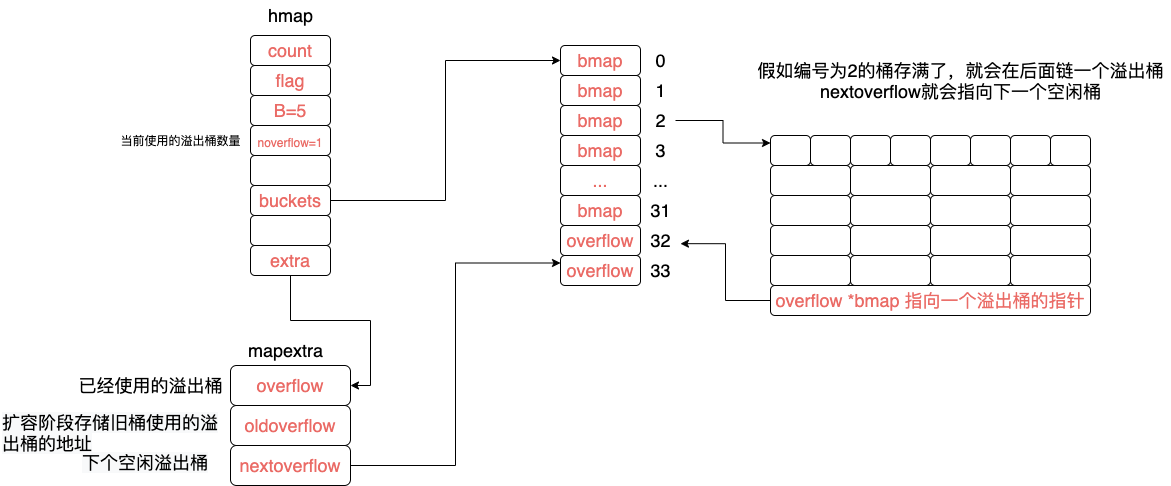 hmap
count
flag
B=5
当前使用的溢出桶数量
noverflow=1
buckets
extra
bmap 0
bmap 1
bmap 2
bmap 3
... ...
bmap 31
overflow 32
overflow 33
假如编号为2的桶存满了，就会在后面链一个溢出桶
nextoverflow就会指向下一个空闲桶
overflow *bmap 指向一个溢出桶的指针
mapextra
已经使用的溢出桶
overflow
扩容阶段存储旧桶使用的溢
出桶的地址
oldoverflow
下个空闲溢出桶
nextoverflow